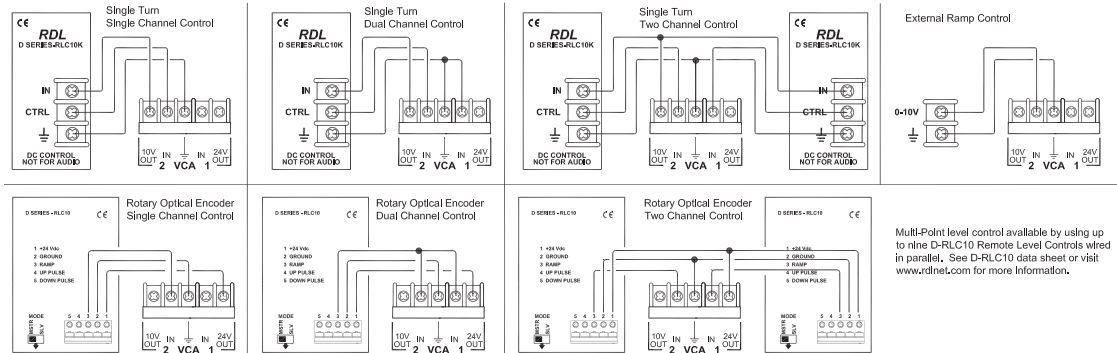 Single Turn
Single Channel Control
CE
RDL
D SERIES-RLC10K
IN
CTRL
DC CONTROL
NOT FOR AUDIO
10V OUT IN IN 24V OUT
2 VCA 1
Single Turn
Dual Channel Control
CE
RDL
D SERIES-RLC10K
IN
CTRL
DC CONTROL
NOT FOR AUDIO
10V OUT IN IN 24V OUT
2 VCA 1
Single Turn
Two Channel Control
CE
RDL
D SERIES-RLC10K
IN
CTRL
DC CONTROL
NOT FOR AUDIO
10V OUT IN IN 24V OUT
2 VCA 1
CE
RDL
D SERIES-RLC10K
IN
CTRL
DC CONTROL
NOT FOR AUDIO
External Ramp Control
0-10V
10V OUT IN IN 24V OUT
2 VCA 1
Rotary Optical Encoder
Single Channel Control
D SERIES - RLC10 CE
1 +24 Vdc
2 GROUND
3 RAMP
4 UP PULSE
5 DOWN PULSE
MODE
MSTR
SLV
5 4 3 2 1
10V OUT IN IN 24V OUT
2 VCA 1
Rotary Optical Encoder
Dual Channel Control
D SERIES - RLC10 CE
1 +24 Vdc
2 GROUND
3 RAMP
4 UP PULSE
5 DOWN PULSE
MODE
MSTR
SLV
5 4 3 2 1
10V OUT IN IN 24V OUT
2 VCA 1
Rotary Optical Encoder
Two Channel Control
D SERIES - RLC10 CE
1 +24 Vdc
2 GROUND
3 RAMP
4 UP PULSE
5 DOWN PULSE
MODE
MSTR
SLV
5 4 3 2 1
10V OUT IN IN 24V OUT
2 VCA 1
D SERIES - RLC10 CE
1 +24 Vdc
2 GROUND
3 RAMP
4 UP PULSE
5 DOWN PULSE
MODE
MSTR
SLV
5 4 3 2 1
Multi-Point level control available by using up
to nine D-RLC10 Remote Level Controls wired
in parallel. See D-RLC10 data sheet or visit
www.rdlnet.com for more Information.